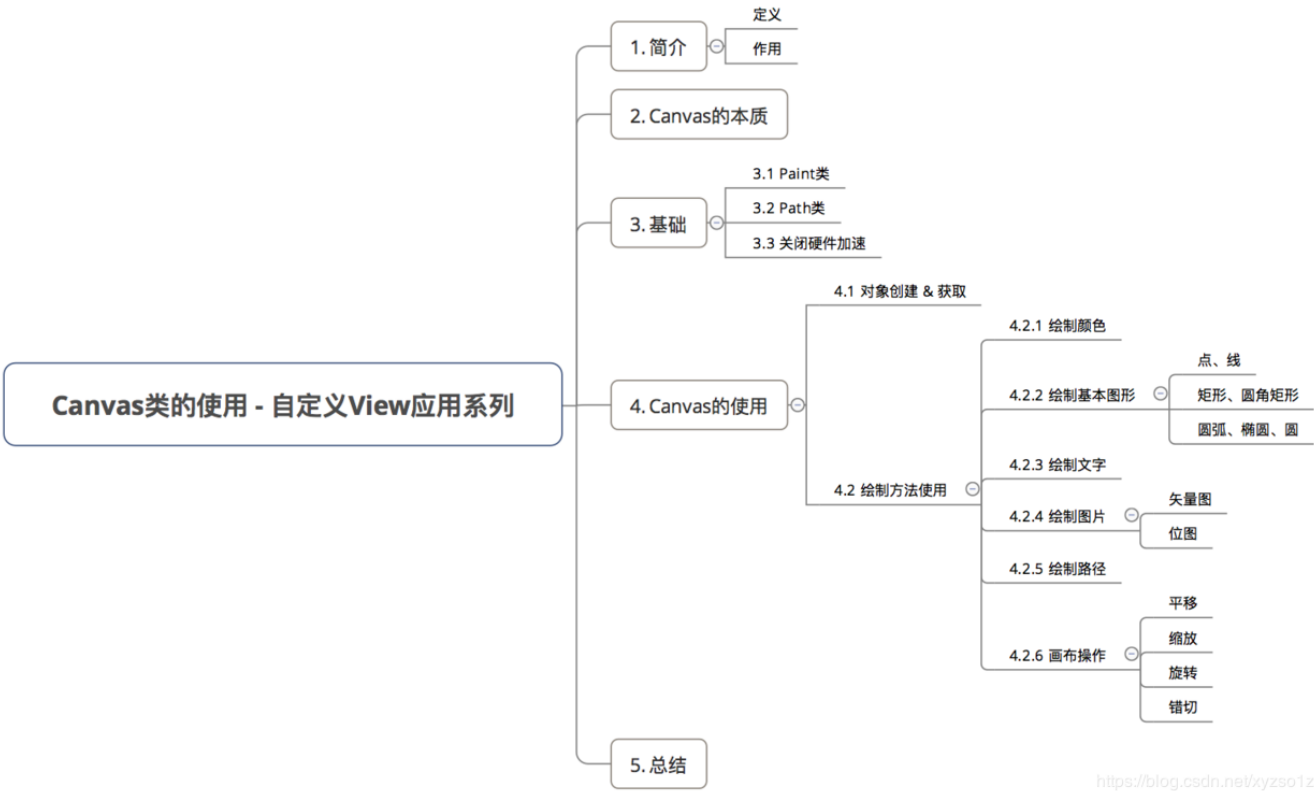 Canvas类的使用 - 自定义View应用系列
1. 简介
定义
作用
2. Canvas的本质
3. 基础
3.1 Paint类
3.2 Path类
3.3 关闭硬件加速
4. Canvas的使用
4.1 对象创建 & 获取
4.2 绘制方法使用
4.2.1 绘制颜色
4.2.2 绘制基本图形
点、线
矩形、圆角矩形
圆弧、椭圆、圆
4.2.3 绘制文字
4.2.4 绘制图片
矢量图
位图
4.2.5 绘制路径
4.2.6 画布操作
平移
缩放
旋转
错切
5. 总结
https://blog.csdn.net/xyzso1z